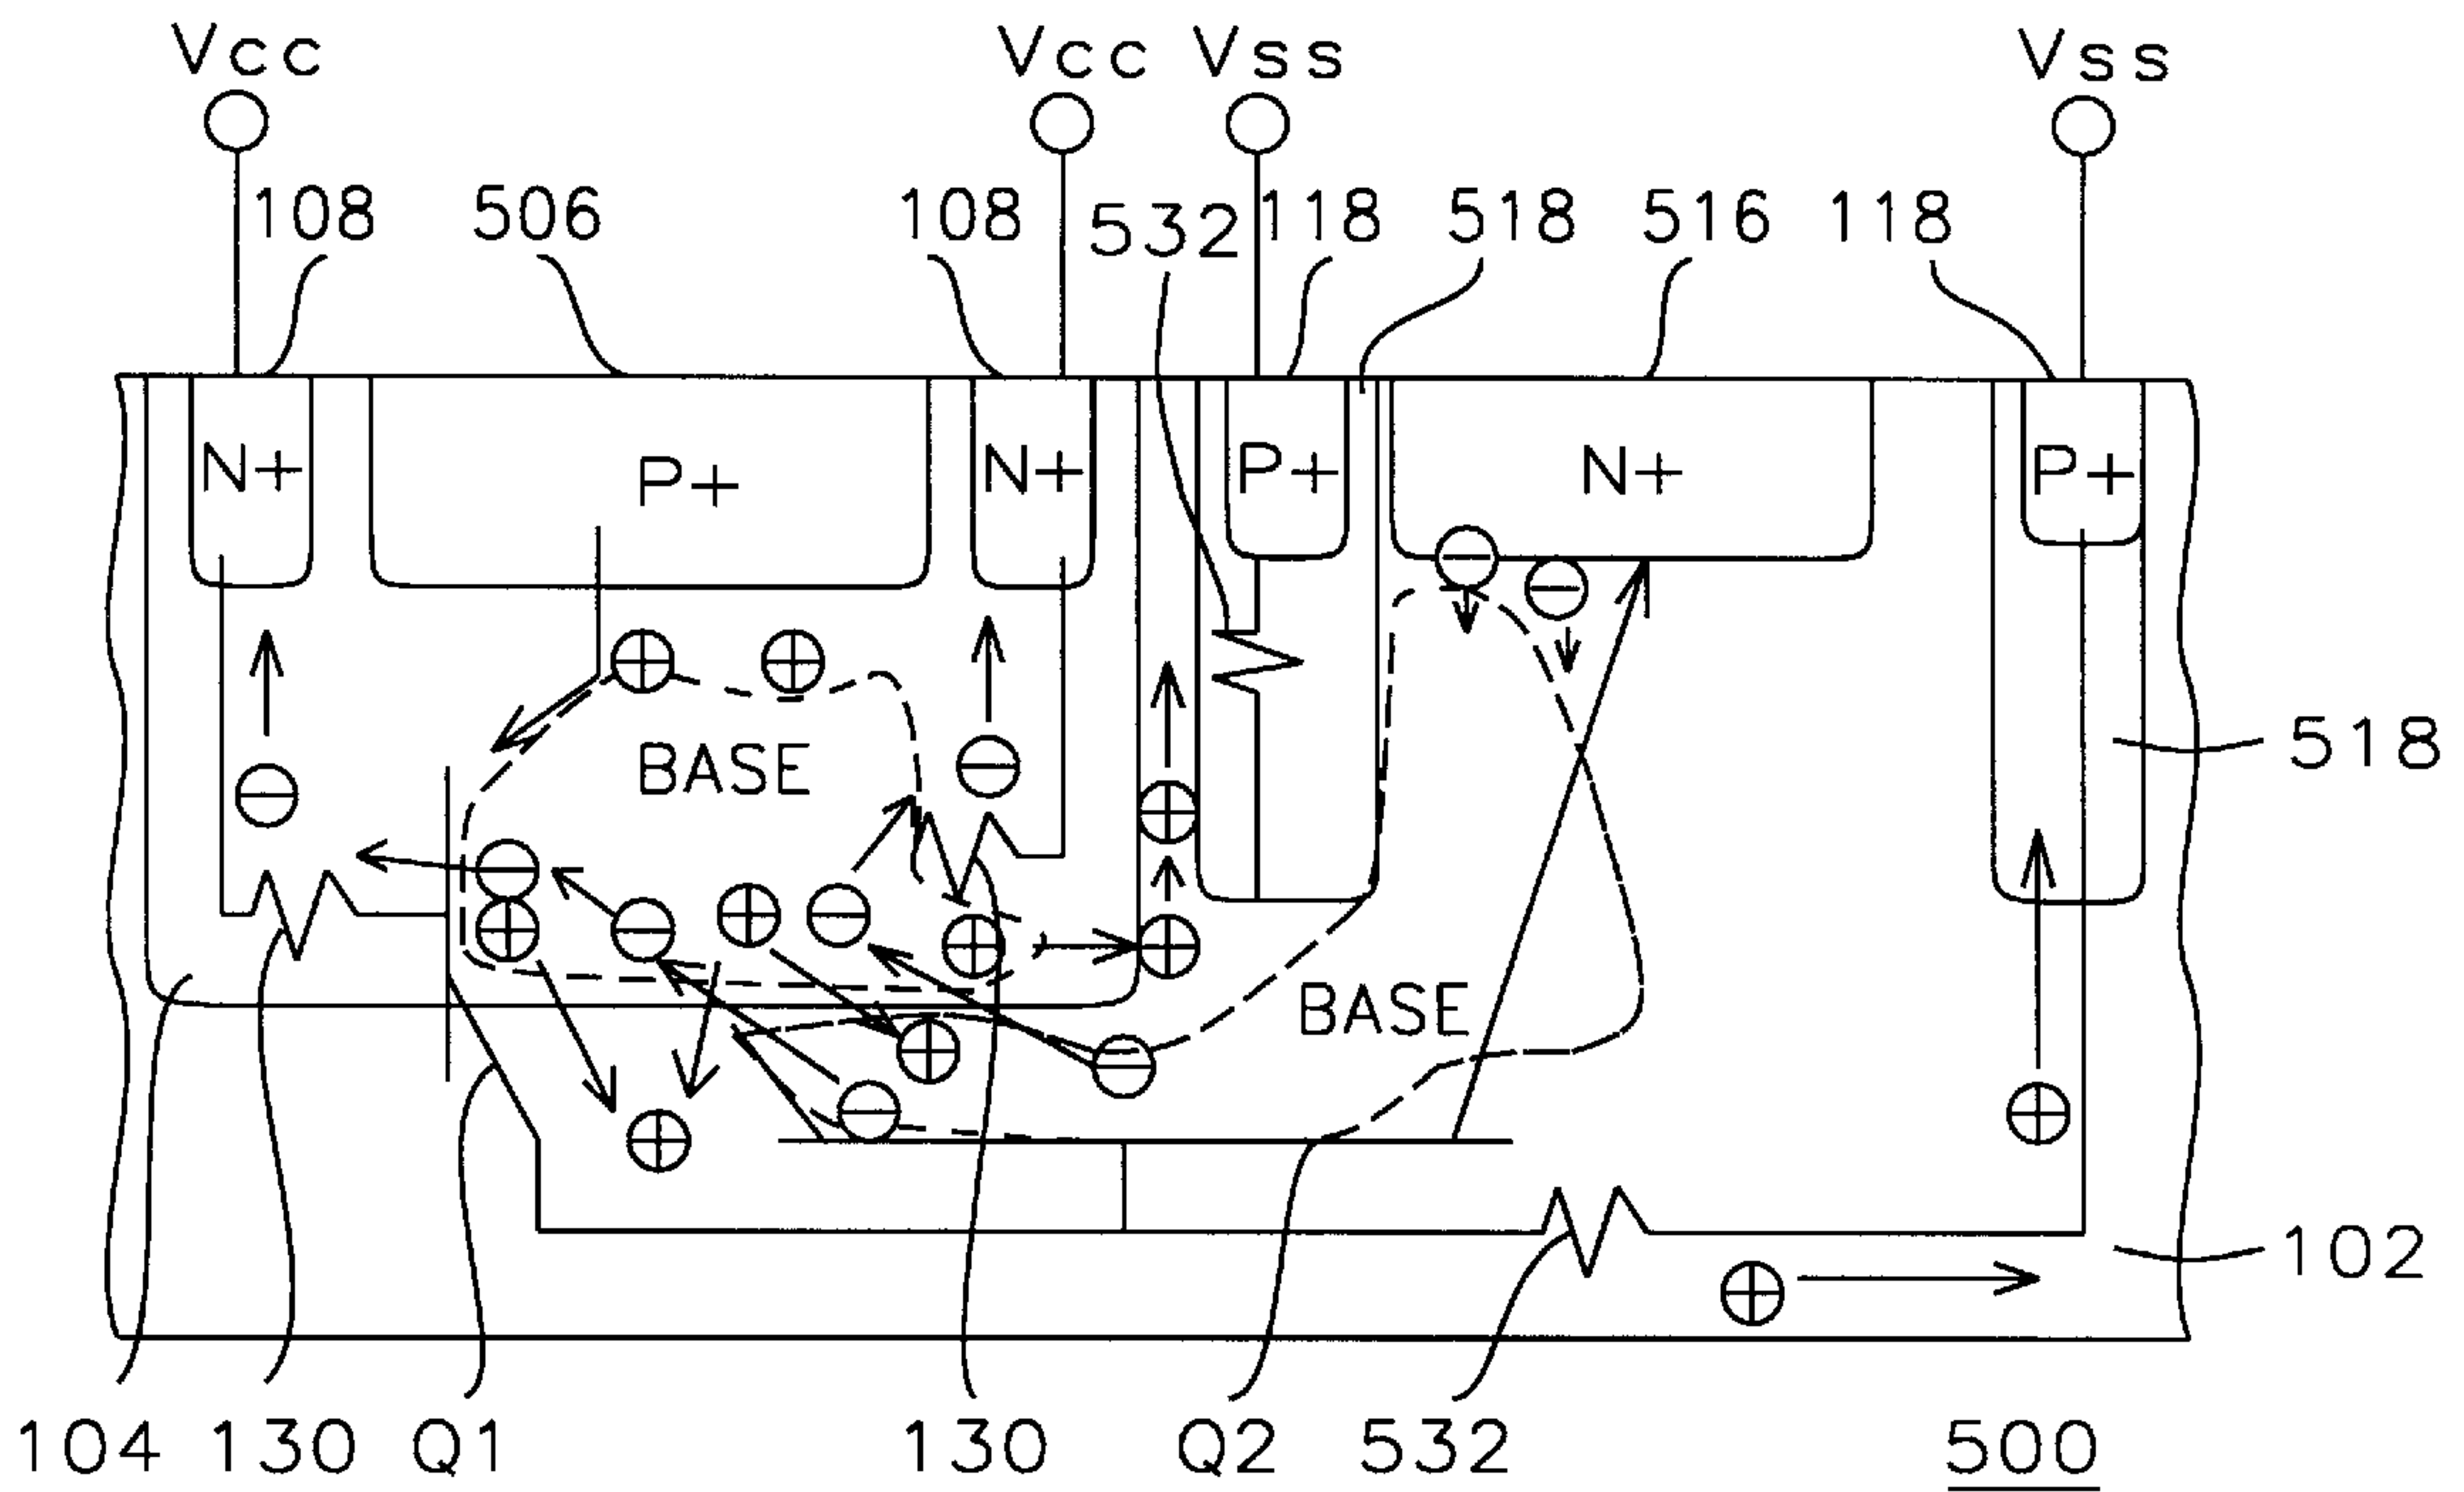 Vcc Vcc Vss Vss
108 506 108 532 118 518 516 118
N+ P+ N+ P+ N+ P+
BASE
518
BASE
102
104 130 Q1 130 Q2 532 500